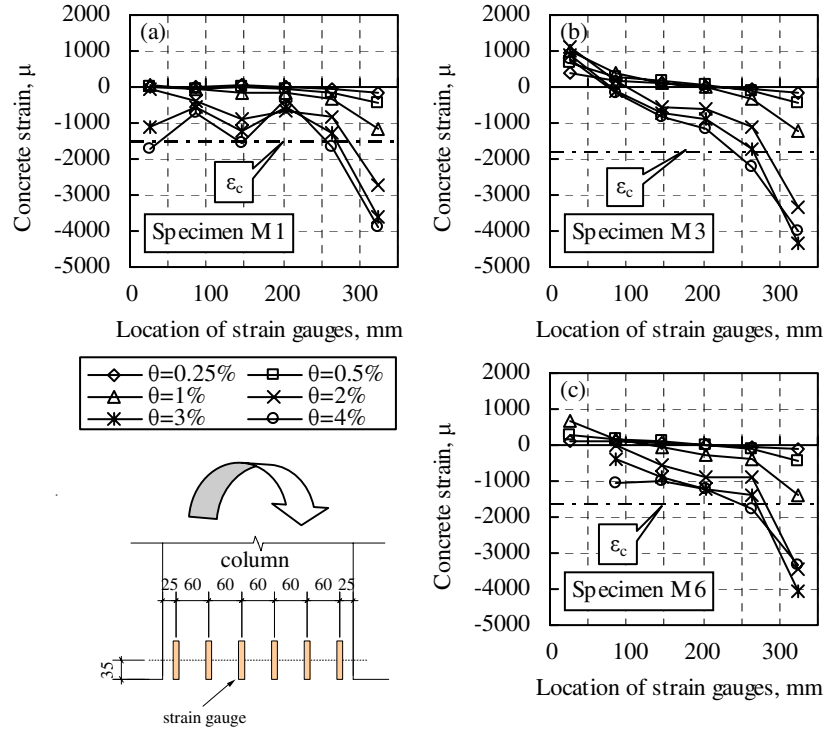 (a)
2000
1000
0
-1000
-2000
-3000
-4000
-5000
Concrete strain, μ
εc
Specimen M1
0 100 200 300
Location of strain gauges, mm
(b)
2000
1000
0
-1000
-2000
-3000
-4000
-5000
Concrete strain, μ
εc
Specimen M3
0 100 200 300
Location of strain gauges, mm
θ=0.25% θ=0.5%
θ=1% θ=2%
θ=3% θ=4%
column
25 60 60 60 60 60 25
35
strain gauge
(c)
2000
1000
0
-1000
-2000
-3000
-4000
-5000
Concrete strain, μ
εc
Specimen M6
0 100 200 300
Location of strain gauges, mm